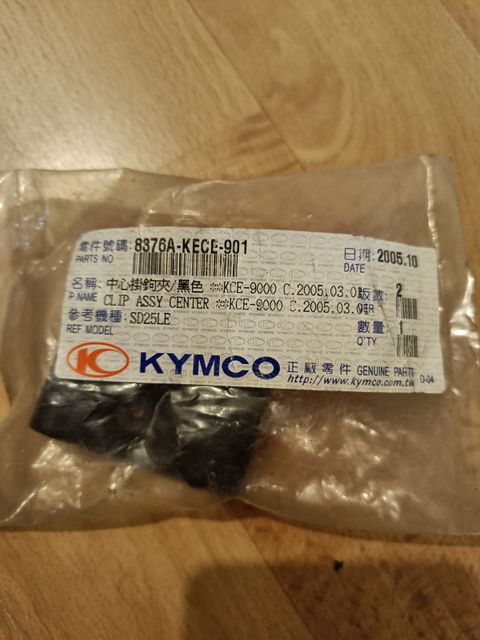 零件號碼: 8376A-KECE-901
PARTS NO
日期: 2005.10
DATE
名稱: 中心掛鉤夾/黑色 **KCE-9000 C.2005.03.01
P.NAME CLIP ASSY CENTER **KCE-9000 C.2005.03.01
版數: 2
VER
參考機種: SD25LE
REF MODEL
數量: 1
Q'TY
KYMCO 正廠零件 GENUINE PARTS
http://www.kymco.com.tw
0-04